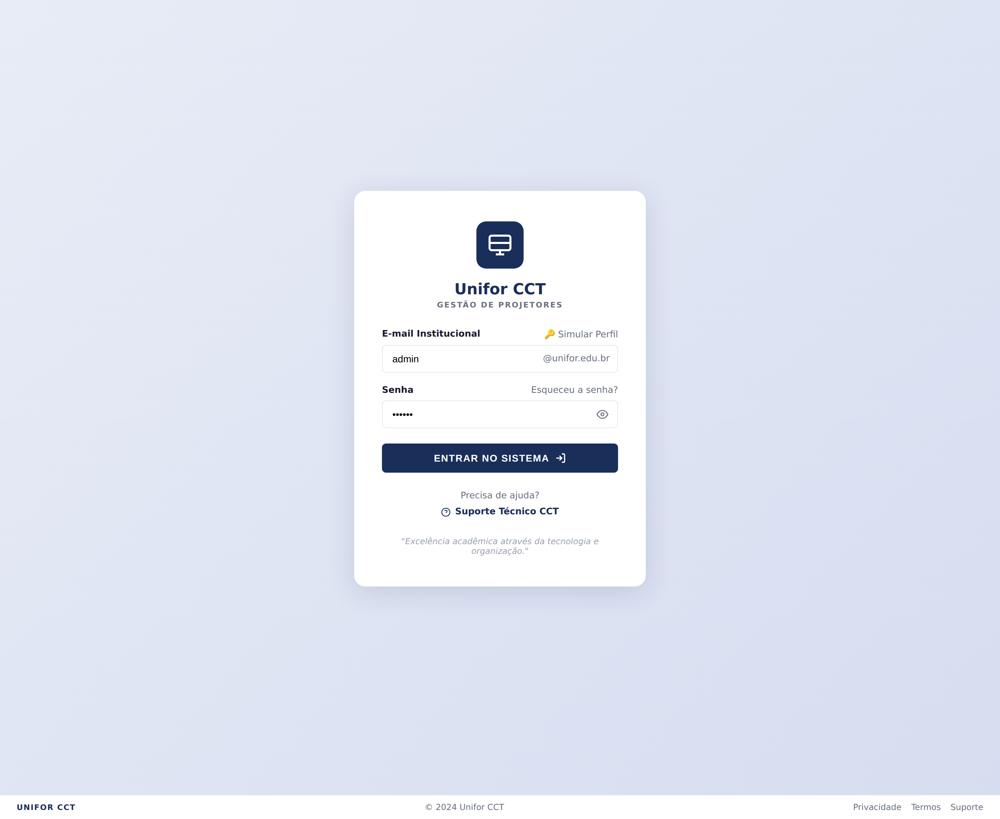 Unifor CCT
GESTÃO DE PROJETORES
E-mail Institucional
🔑 Simular Perfil
admin
@unifor.edu.br
Senha
Esqueceu a senha?
••••••
ENTRAR NO SISTEMA
Precisa de ajuda?
Suporte Técnico CCT
"Excelência acadêmica através da tecnologia e
organização."
UNIFOR CCT
© 2024 Unifor CCT
Privacidade
Termos
Suporte